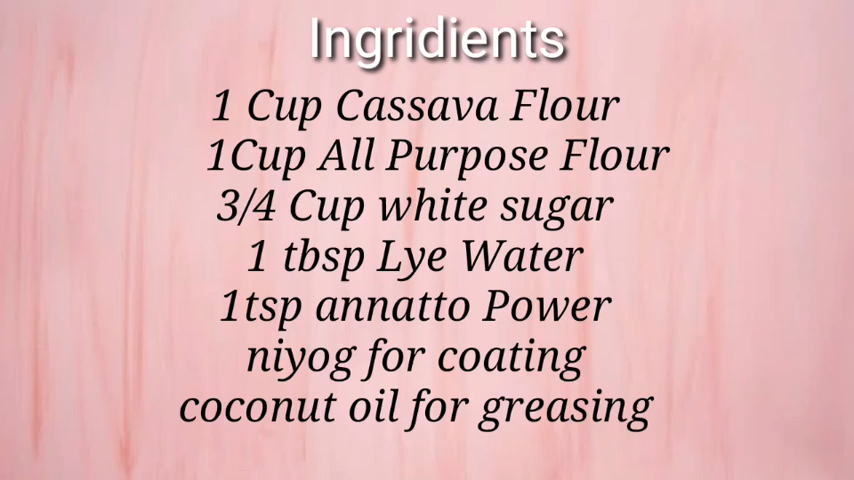 Ingridients
1 Cup Cassava Flour
1Cup All Purpose Flour
3/4 Cup white sugar
1 tbsp Lye Water
1tsp annatto Power
niyog for coating
coconut oil for greasing